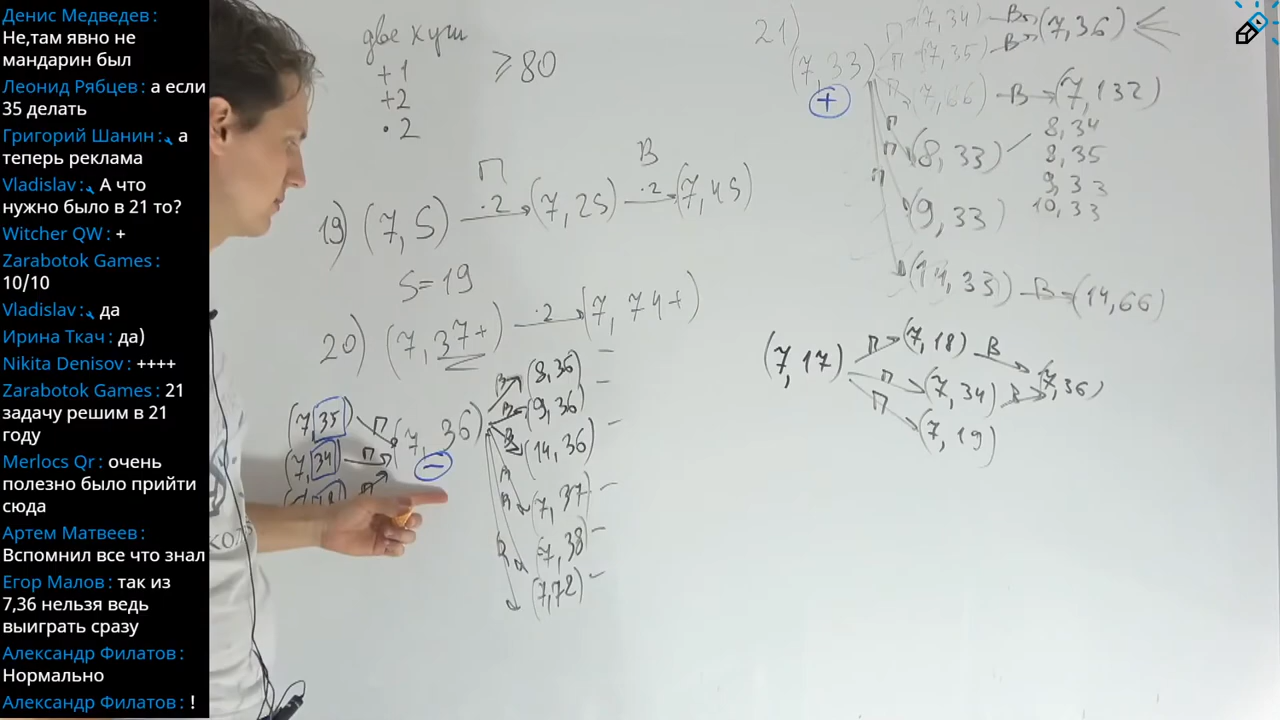 Денис Медведев :
Не,там явно не
мандарин был
Леонид Рябцев : а если
35 делать
Григорий Шанин : а
теперь реклама
Vladislav : А что
нужно было в 21 то?
Witcher QW : +
Zarabotok Games :
10/10
Vladislav : да
Ирина Ткач : да)
Nikita Denisov : ++++
Zarabotok Games : 21
задачу решим в 21
году
Merlocs Qr : очень
полезно было прийти
сюда
Артем Матвеев :
Вспомнил все что знал
Егор Малов : так из
7,36 нельзя ведь
выиграть сразу
Александр Филатов :
Нормально
Александр Филатов : !
две кучи
+1
+2
·2
≥80
19) (7, S) П ·2 (7, 2S) В ·2 (7, 4S)
S=19
20) (7, 37+) ·2 (7, 74+)
(7, 35) П
(7, 34) П
П
(7, 36)
−
В (8, 36) −
В (9, 36) −
В (14, 36) −
В (7, 37) −
(7, 38) −
(7,72) −
21)
(7, 33)
+
П (7, 34) В
П (7, 35) В (7, 36)
П (7, 66) В (7, 132)
П (8, 33)
8, 34
8, 35
9, 33
10, 33
П (9, 33)
(14, 33) В (14, 66)
(7, 17)
П (7, 18) В
П (7, 34) В (7, 36)
П (7, 19)